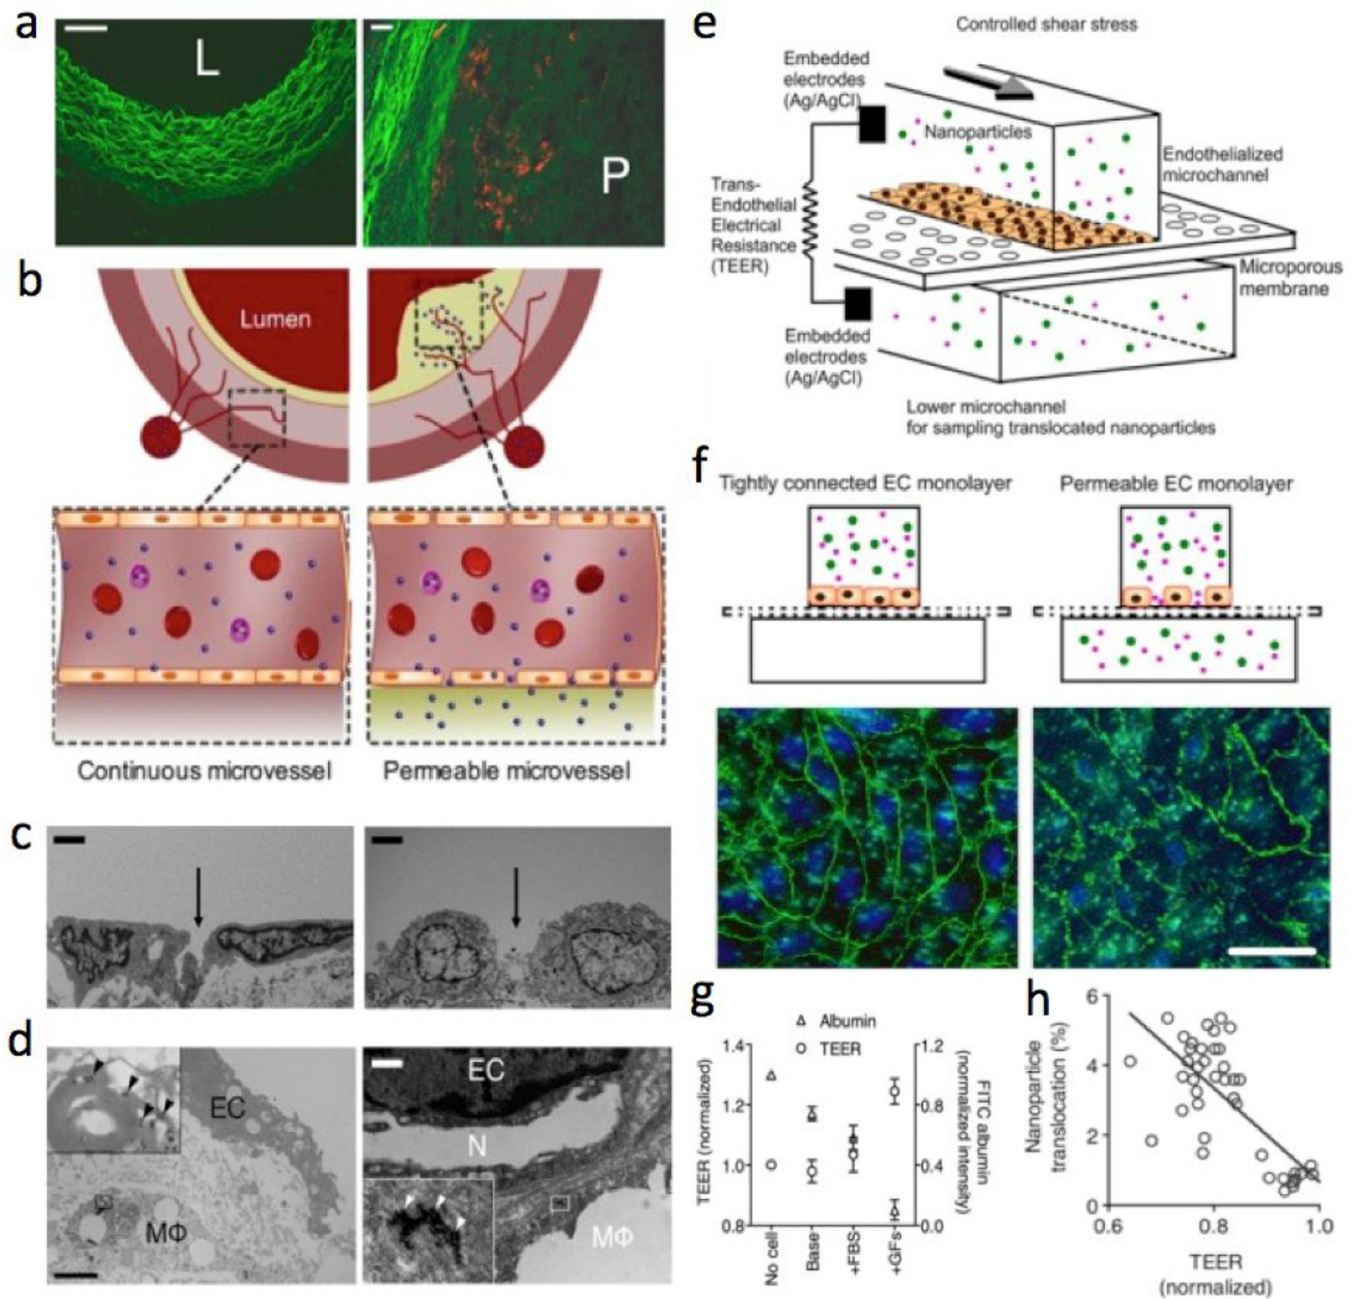 a
L
P
b
Lumen
Continuous microvessel
Permeable microvessel
c
d
EC
MΦ
EC
N
MΦ
e
Controlled shear stress
Embedded
electrodes
(Ag/AgCl)
Nanoparticles
Endothelialized
microchannel
Trans-
Endothelial
Electrical
Resistance
(TEER)
Microporous
membrane
Embedded
electrodes
(Ag/AgCl)
Lower microchannel
for sampling translocated nanoparticles
f
Tightly connected EC monolayer
Permeable EC monolayer
g
Albumin
TEER
TEER (normalized)
1.4
1.2
1.0
0.8
1.2
0.8
0.4
0.0
FITC albumin
(normalized intensity)
No cell
Base
+FBS
+GFs
h
Nanoparticle
translocation (%)
6
4
2
0
0.6
0.8
1.0
TEER
(normalized)